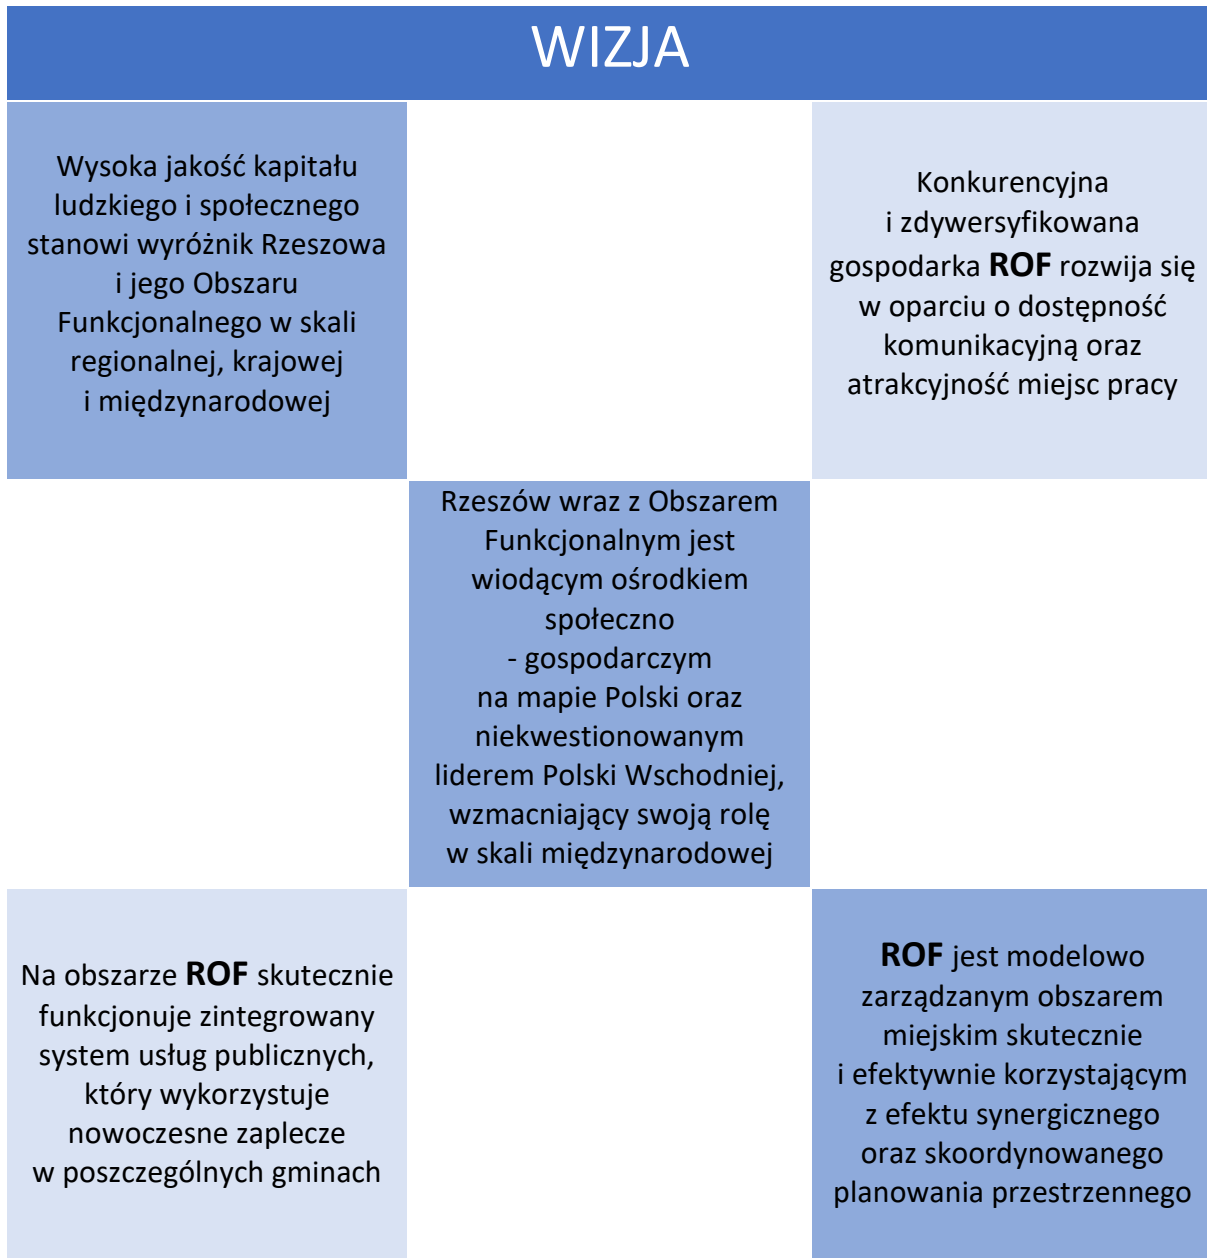 WIZJA
Wysoka jakość kapitału
ludzkiego i społecznego
stanowi wyróżnik Rzeszowa
i jego Obszaru
Funkcjonalnego w skali
regionalnej, krajowej
i międzynarodowej
Konkurencyjna
i zdywersyfikowana
gospodarka ROF rozwija się
w oparciu o dostępność
komunikacyjną oraz
atrakcyjność miejsc pracy
Rzeszów wraz z Obszarem
Funkcjonalnym jest
wiodącym ośrodkiem
społeczno
- gospodarczym
na mapie Polski oraz
niekwestionowanym
liderem Polski Wschodniej,
wzmacniający swoją rolę
w skali międzynarodowej
Na obszarze ROF skutecznie
funkcjonuje zintegrowany
system usług publicznych,
który wykorzystuje
nowoczesne zaplecze
w poszczególnych gminach
ROF jest modelowo
zarządzanym obszarem
miejskim skutecznie
i efektywnie korzystającym
z efektu synergicznego
oraz skoordynowanego
planowania przestrzennego